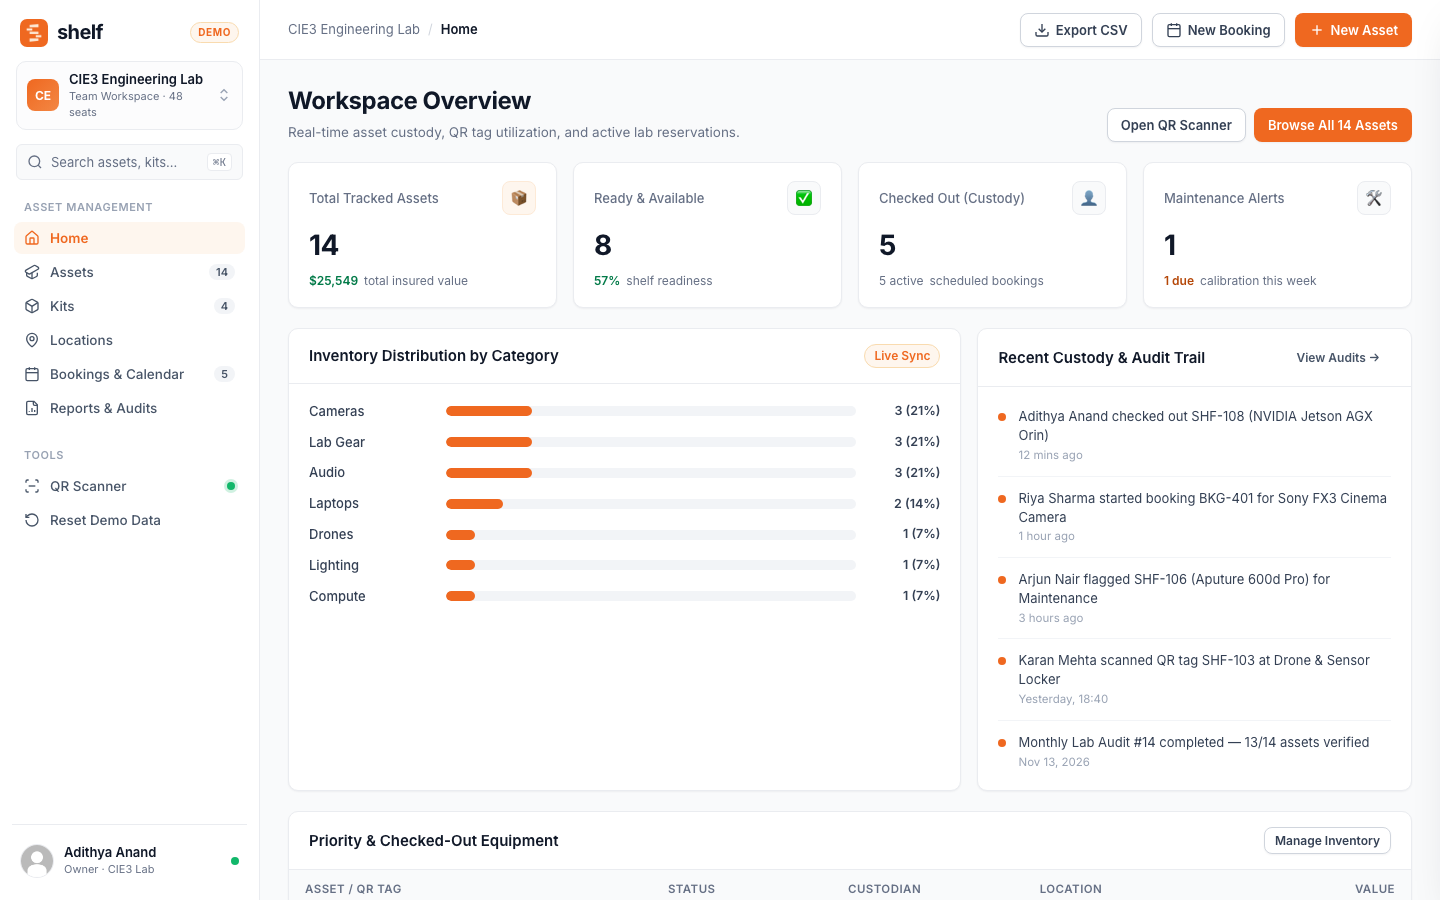 shelf
DEMO
CE
CIE3 Engineering Lab
Team Workspace · 48
seats
Search assets, kits...
⌘K
ASSET MANAGEMENT
Home
Assets
14
Kits
4
Locations
Bookings & Calendar
5
Reports & Audits
TOOLS
QR Scanner
Reset Demo Data
Adithya Anand
Owner · CIE3 Lab
CIE3 Engineering Lab / Home
Export CSV
New Booking
New Asset
Workspace Overview
Real-time asset custody, QR tag utilization, and active lab reservations.
Open QR Scanner
Browse All 14 Assets
Total Tracked Assets
14
$25,549 total insured value
Ready & Available
8
57% shelf readiness
Checked Out (Custody)
5
5 active scheduled bookings
Maintenance Alerts
1
1 due calibration this week
Inventory Distribution by Category
Live Sync
Cameras 3 (21%)
Lab Gear 3 (21%)
Audio 3 (21%)
Laptops 2 (14%)
Drones 1 (7%)
Lighting 1 (7%)
Compute 1 (7%)
Recent Custody & Audit Trail
View Audits →
Adithya Anand checked out SHF-108 (NVIDIA Jetson AGX
Orin)
12 mins ago
Riya Sharma started booking BKG-401 for Sony FX3 Cinema
Camera
1 hour ago
Arjun Nair flagged SHF-106 (Aputure 600d Pro) for
Maintenance
3 hours ago
Karan Mehta scanned QR tag SHF-103 at Drone & Sensor
Locker
Yesterday, 18:40
Monthly Lab Audit #14 completed — 13/14 assets verified
Nov 13, 2026
Priority & Checked-Out Equipment
Manage Inventory
ASSET / QR TAG STATUS CUSTODIAN LOCATION VALUE